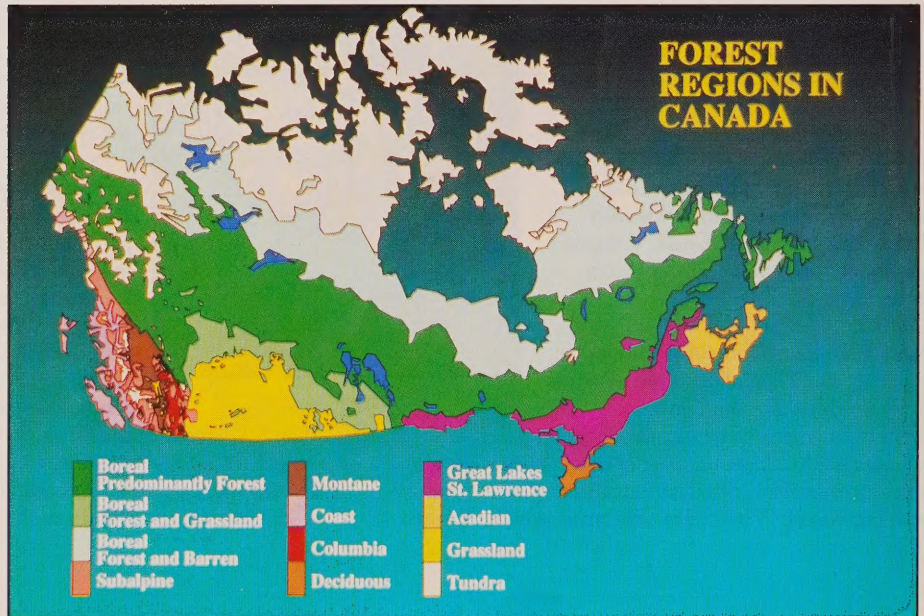 FOREST
REGIONS IN
CANADA
Boreal
Predominantly Forest
Boreal
Forest and Grassland
Boreal
Forest and Barren
Subalpine
Montane
Coast
Columbia
Deciduous
Great Lakes
St. Lawrence
Acadian
Grassland
Tundra